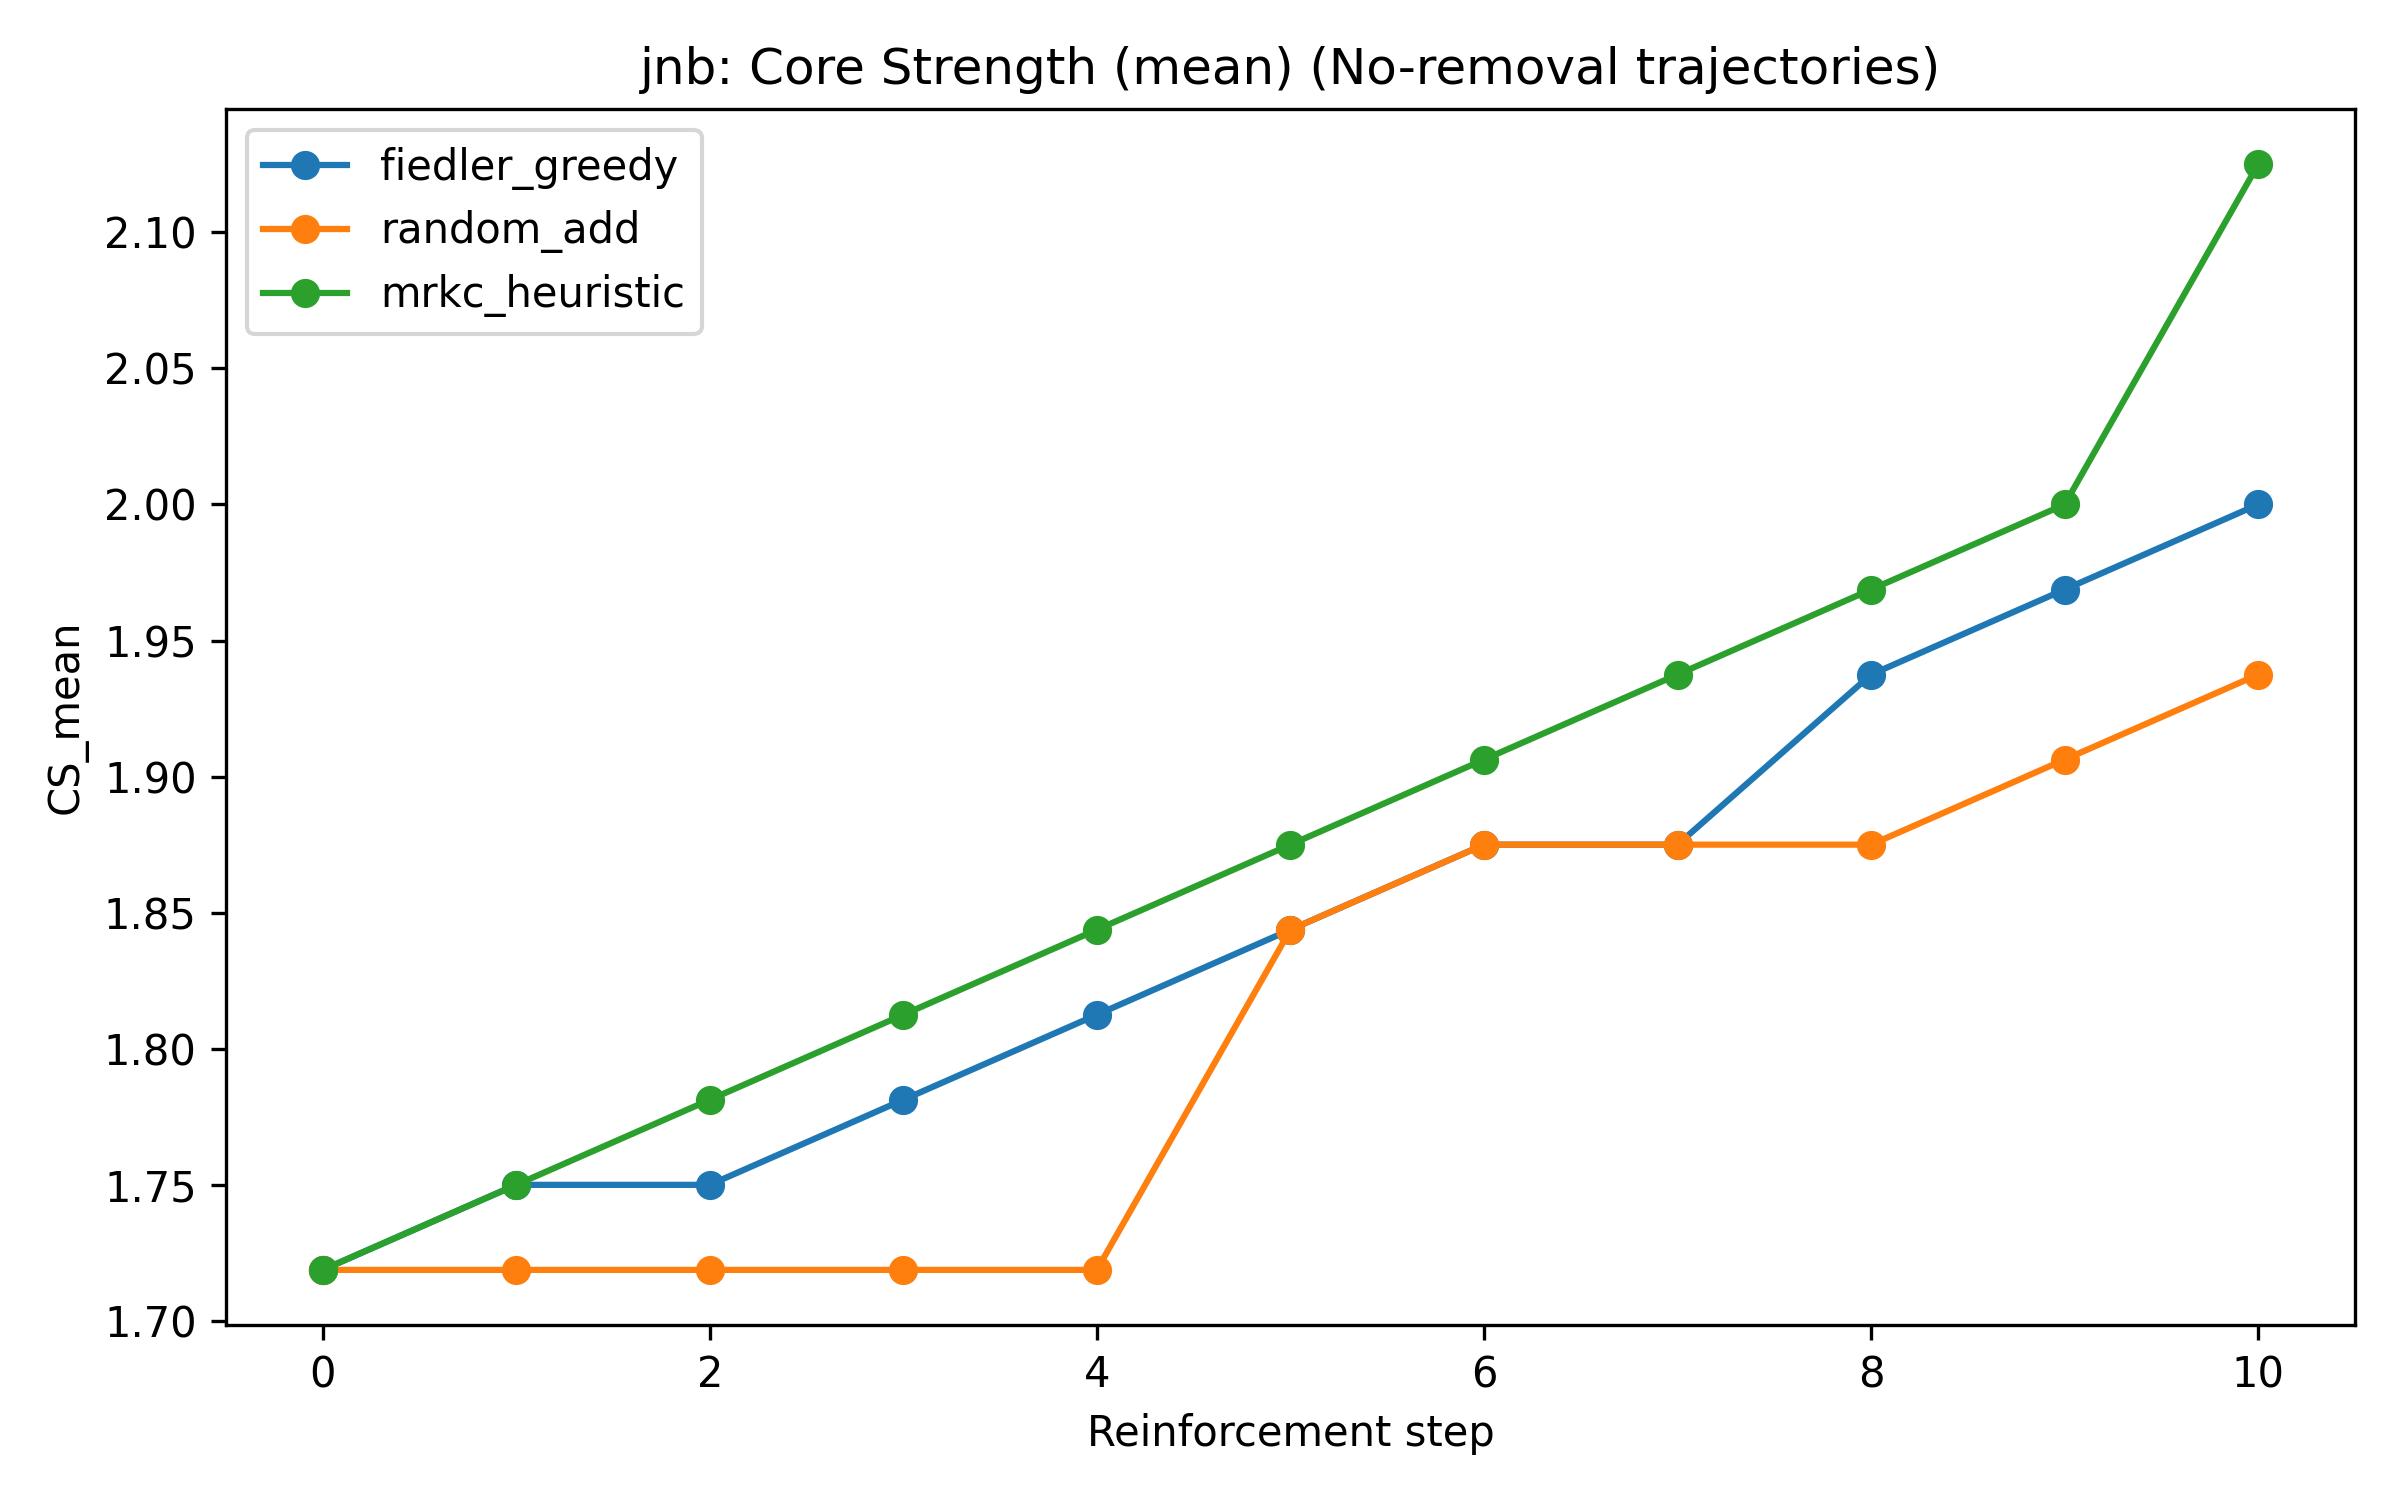 jnb: Core Strength (mean) (No-removal trajectories)
fiedler_greedy
random_add
mrkc_heuristic
CS_mean
2.10
2.05
2.00
1.95
1.90
1.85
1.80
1.75
1.70
0 2 4 6 8 10
Reinforcement step